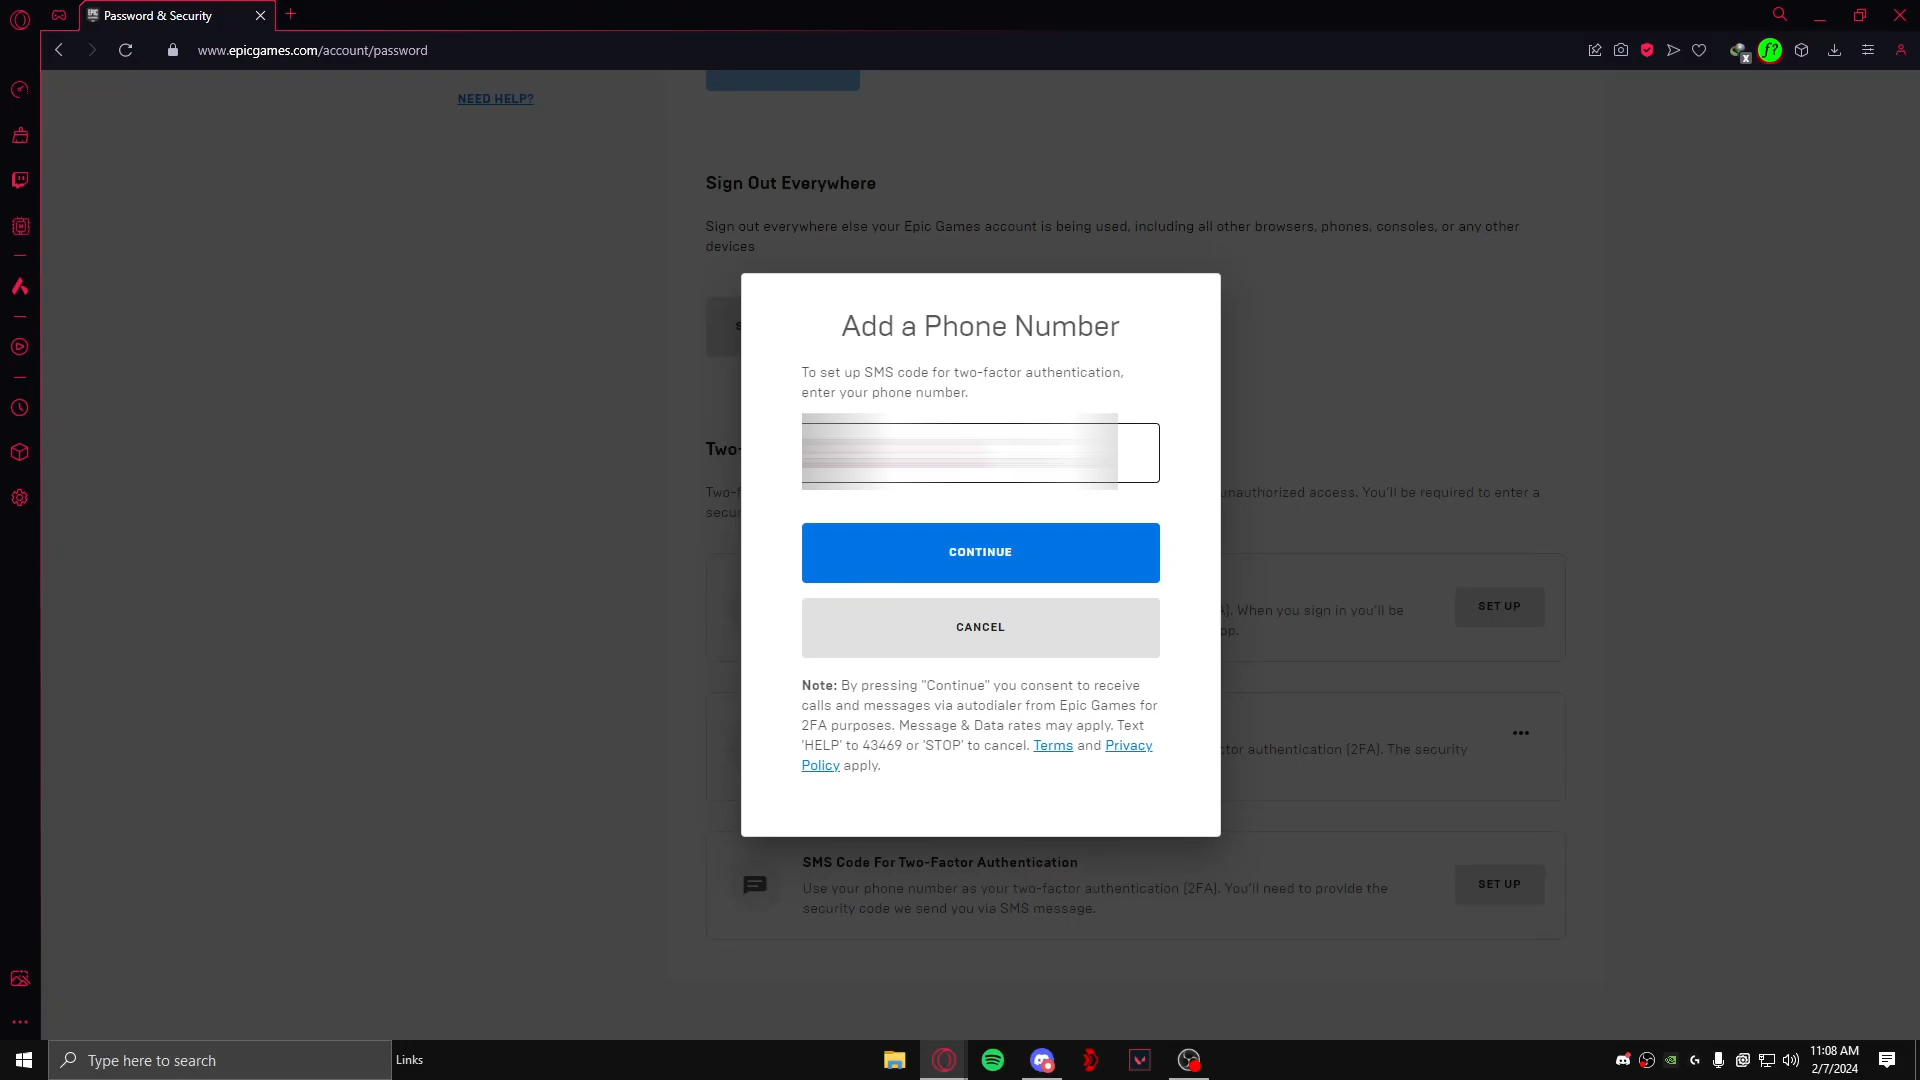 Password & Security
www.epicgames.com/account/password
NEED HELP?
Sign Out Everywhere
Sign out everywhere else your Epic Games account is being used, including all other browsers, phones, consoles, or any other
devices
Add a Phone Number
To set up SMS code for two-factor authentication,
enter your phone number.
Two-
unauthorized access. You'll be required to enter a
CONTINUE
When you sign in you'll be
SET UP
CANCEL
Note: By pressing "Continue" you consent to receive
calls and messages via autodialer from Epic Games for
2FA purposes. Message & Data rates may apply. Text
'HELP' to 43469 or 'STOP' to cancel. Terms and Privacy
Policy apply.
authentication (2FA). The security
SMS Code For Two-Factor Authentication
Use your phone number as your two-factor authentication (2FA). You'll need to provide the
security code we send you via SMS message.
SET UP
Type here to search
Links
11:08 AM
2/7/2024